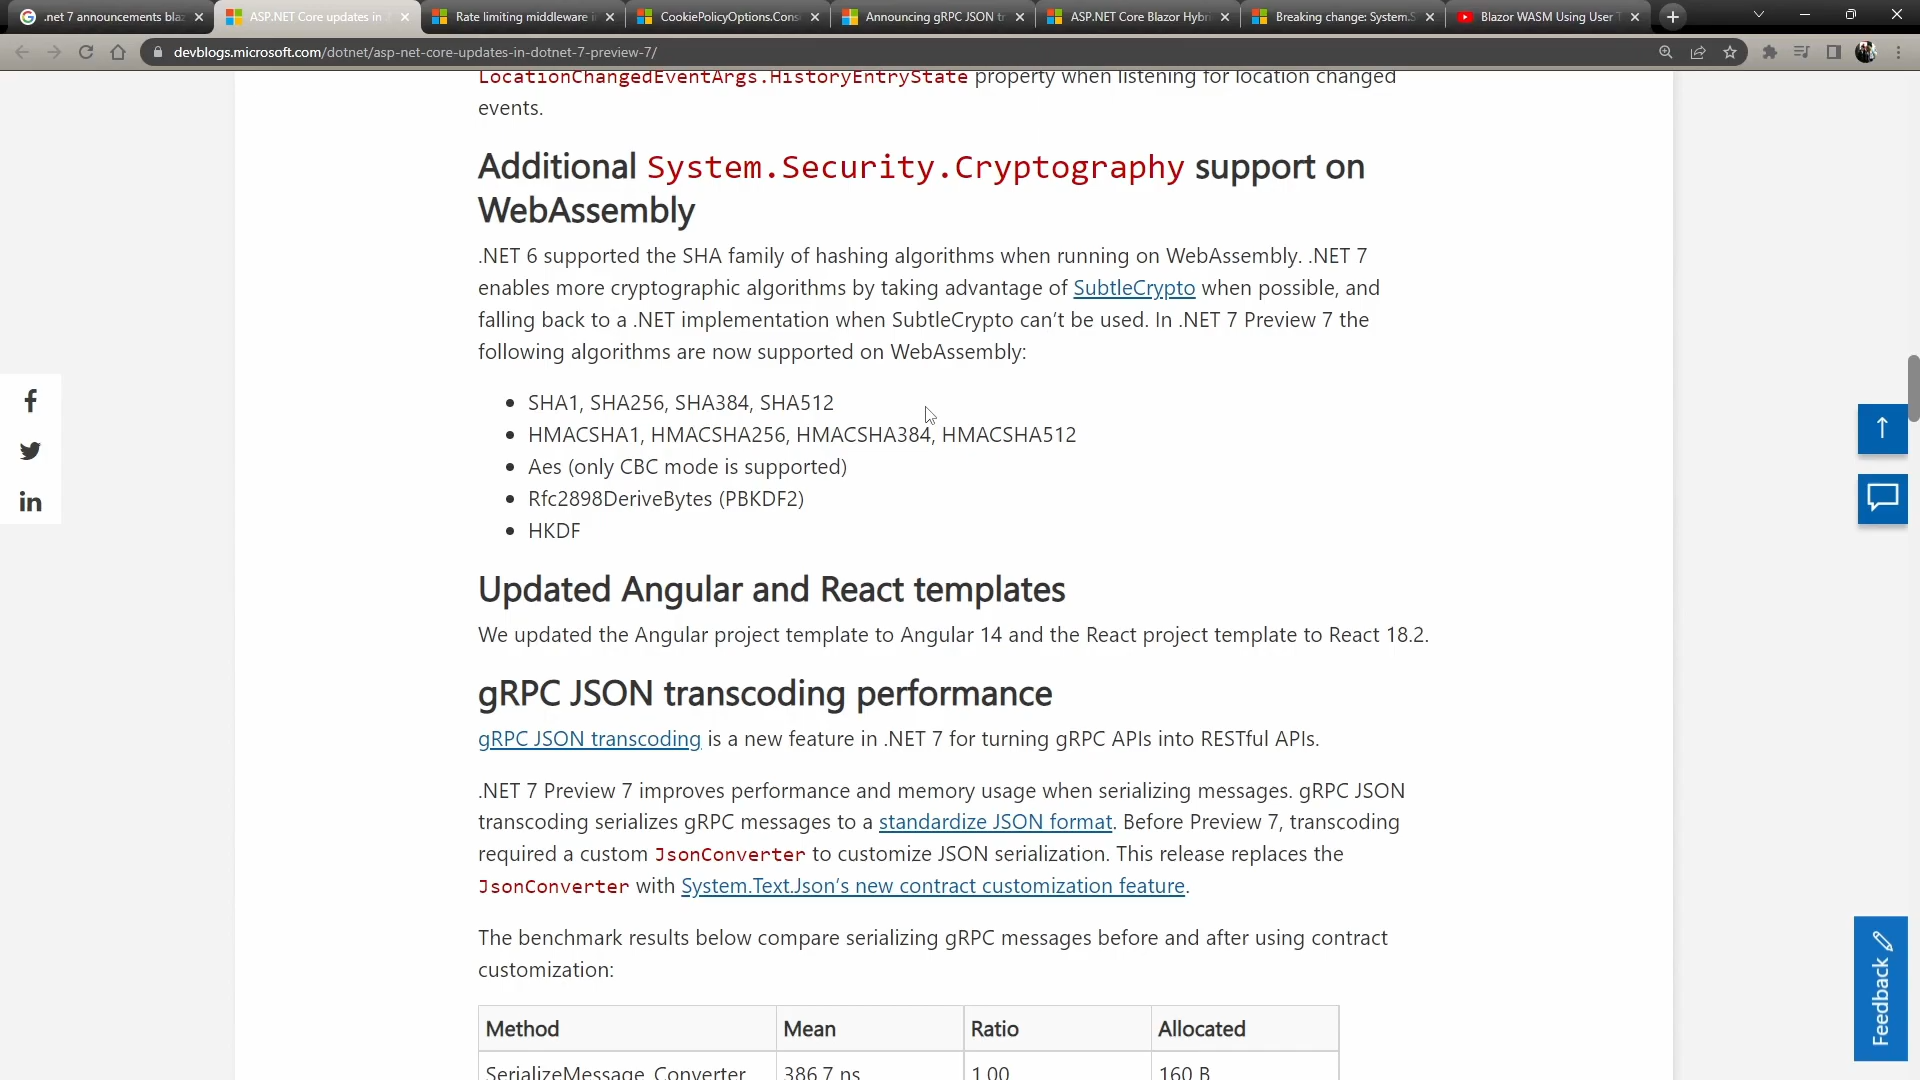 .net 7 announcements blaz
ASP.NET Core updates in
Rate limiting middleware i
CookiePolicyOptions.Cons
Announcing gRPC JSON tr
ASP.NET Core Blazor Hybri
Breaking change: System.S
Blazor WASM Using User T
devblogs.microsoft.com/dotnet/asp-net-core-updates-in-dotnet-7-preview-7/
LocationChangedEventArgs.HistoryEntryState property when listening for location changed
events.
Additional System.Security.Cryptography support on
WebAssembly
.NET 6 supported the SHA family of hashing algorithms when running on WebAssembly. .NET 7
enables more cryptographic algorithms by taking advantage of SubtleCrypto when possible, and
falling back to a .NET implementation when SubtleCrypto can't be used. In .NET 7 Preview 7 the
following algorithms are now supported on WebAssembly:
• SHA1, SHA256, SHA384, SHA512
• HMACSHA1, HMACSHA256, HMACSHA384, HMACSHA512
• Aes (only CBC mode is supported)
• Rfc2898DeriveBytes (PBKDF2)
• HKDF
Updated Angular and React templates
We updated the Angular project template to Angular 14 and the React project template to React 18.2.
gRPC JSON transcoding performance
gRPC JSON transcoding is a new feature in .NET 7 for turning gRPC APIs into RESTful APIs.
.NET 7 Preview 7 improves performance and memory usage when serializing messages. gRPC JSON
transcoding serializes gRPC messages to a standardize JSON format. Before Preview 7, transcoding
required a custom JsonConverter to customize JSON serialization. This release replaces the
JsonConverter with System.Text.Json's new contract customization feature.
The benchmark results below compare serializing gRPC messages before and after using contract
customization:
Method Mean Ratio Allocated
SerializeMessage_Converter 386.7 ns 1.00 160 B
Feedback